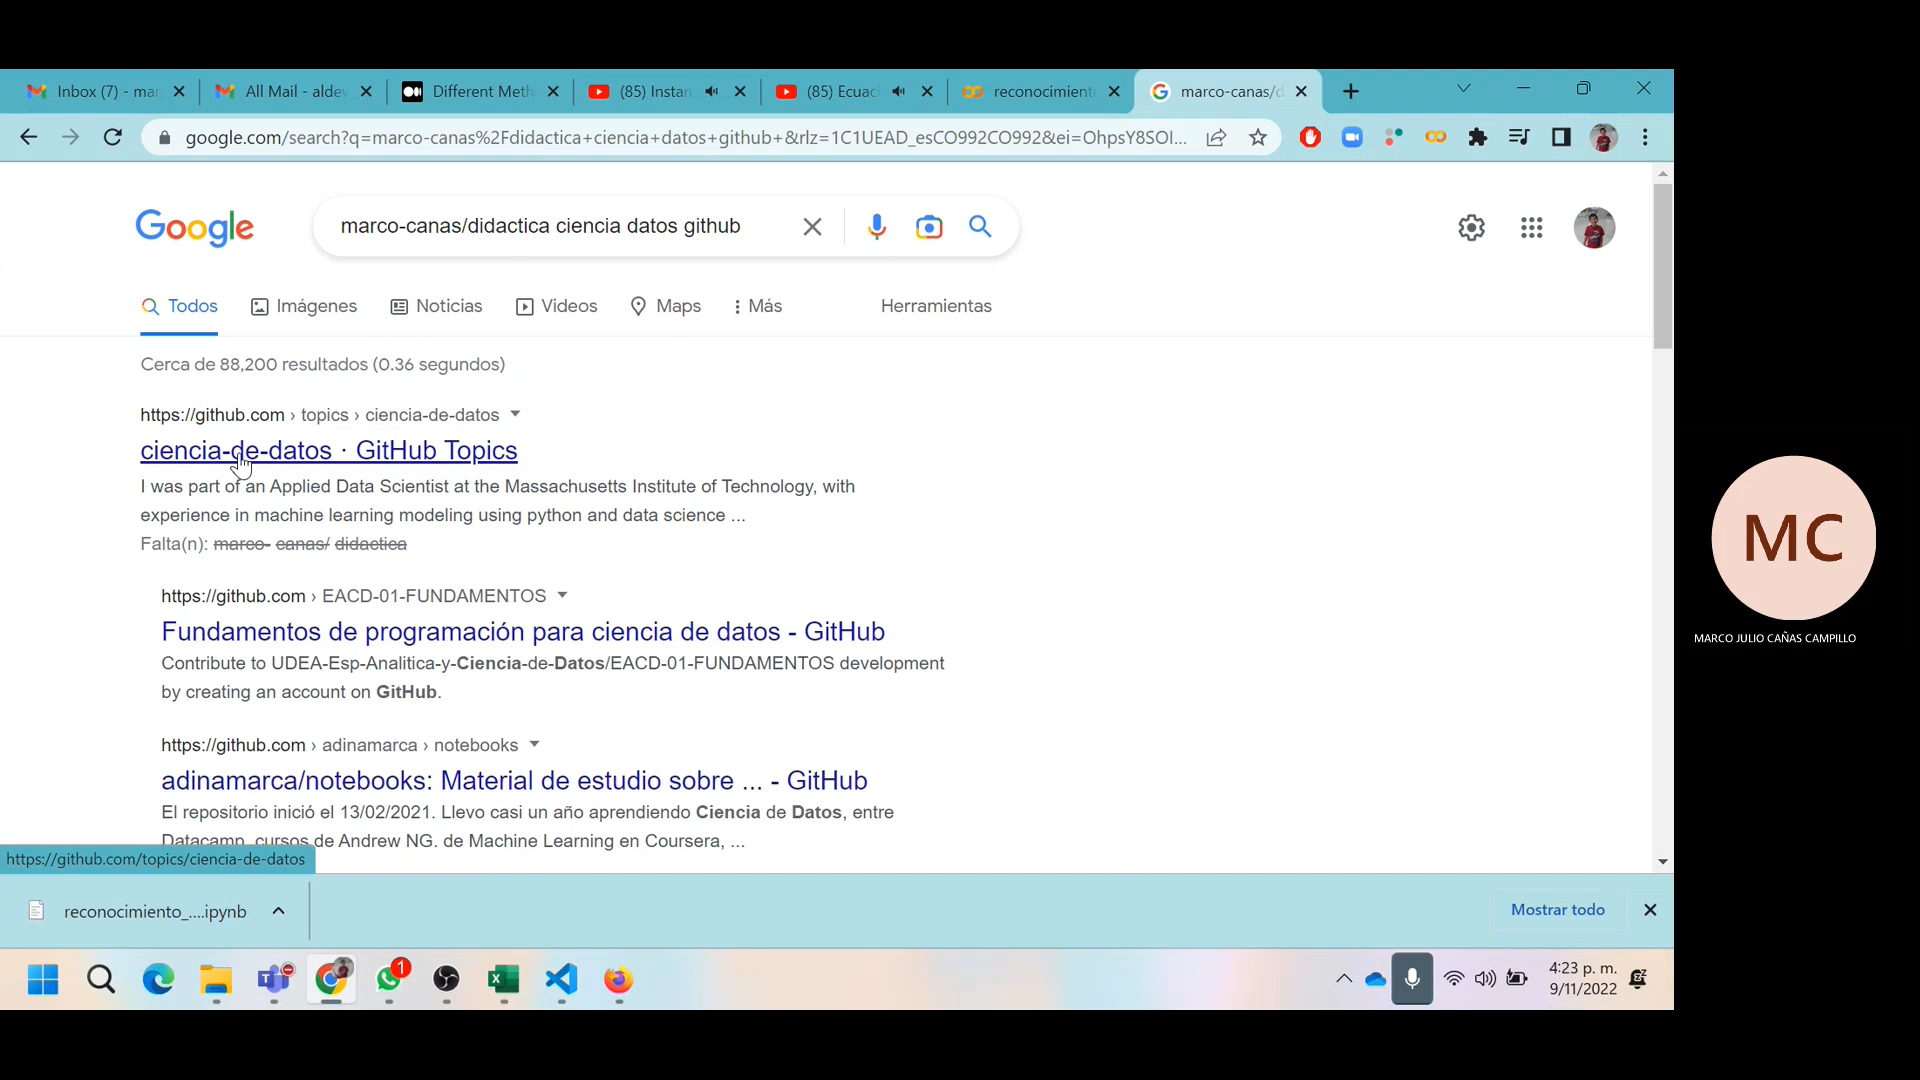 Inbox (7) - mar
All Mail - aldev
Different Meth
(85) Instan
(85) Ecuac
reconocimient
marco-canas/d
google.com/search?q=marco-canas%2Fdidactica+ciencia+datos+github+&rlz=1C1UEAD_esCO992CO992&ei=OhpsY8SOI...
Google
marco-canas/didactica ciencia datos github
Todos
Imágenes
Noticias
Videos
Maps
Más
Herramientas
Cerca de 88,200 resultados (0.36 segundos)
https://github.com › topics › ciencia-de-datos
ciencia-de-datos · GitHub Topics
I was part of an Applied Data Scientist at the Massachusetts Institute of Technology, with
experience in machine learning modeling using python and data science ...
Falta(n): marco- canas/ didactica
https://github.com › EACD-01-FUNDAMENTOS
Fundamentos de programación para ciencia de datos - GitHub
Contribute to UDEA-Esp-Analitica-y-Ciencia-de-Datos/EACD-01-FUNDAMENTOS development
by creating an account on GitHub.
https://github.com › adinamarca › notebooks
adinamarca/notebooks: Material de estudio sobre ... - GitHub
El repositorio inició el 13/02/2021. Llevo casi un año aprendiendo Ciencia de Datos, entre
Datacamp, cursos de Andrew NG. de Machine Learning en Coursera, ...
https://github.com/topics/ciencia-de-datos
reconocimiento_....ipynb
Mostrar todo
1
4:23 p. m.
9/11/2022
MC
MARCO JULIO CAÑAS CAMPILLO